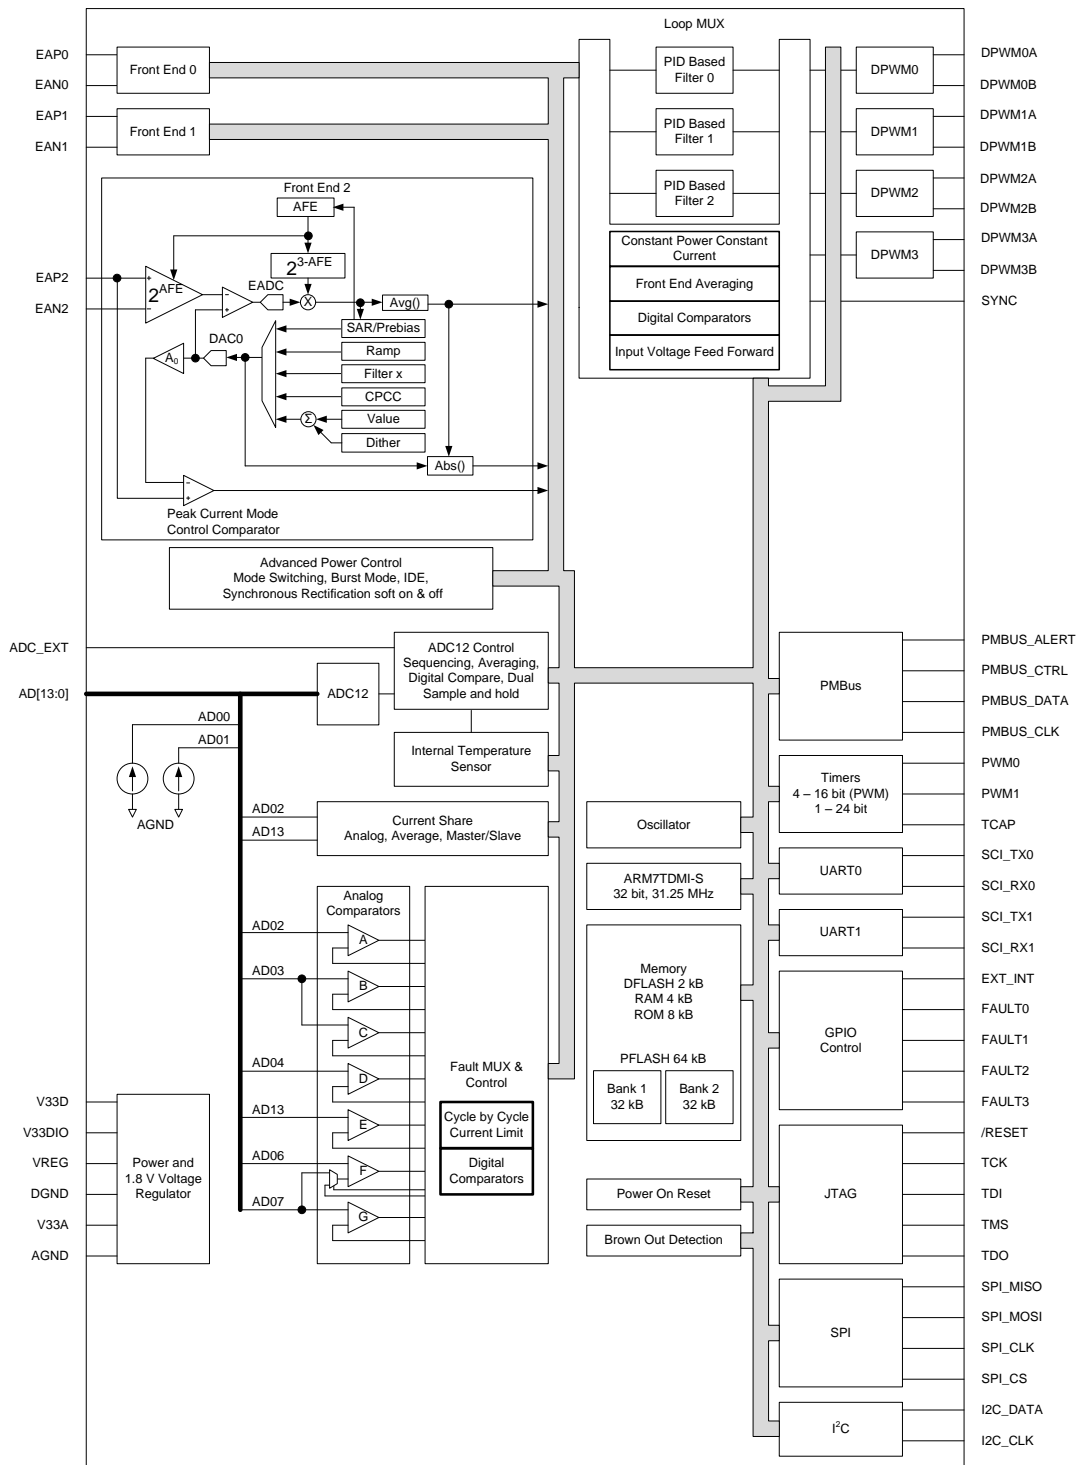 Loop MUX
EAP0
EAN0
EAP1
EAN1
Front End 0
Front End 1
PID Based
Filter 0
PID Based
Filter 1
PID Based
Filter 2
DPWM0
DPWM1
DPWM2
DPWM3
DPWM0A
DPWM0B
DPWM1A
DPWM1B
DPWM2A
DPWM2B
DPWM3A
DPWM3B
SYNC
Constant Power Constant
Current
Front End Averaging
Digital Comparators
Input Voltage Feed Forward
Front End 2
AFE
2^3-AFE
EAP2
EAN2
+
−
2^AFE
−
+
EADC
X
Avg()
DAC0
A0
SAR/Prebias
Ramp
Filter x
CPCC
Σ
Value
Dither
Abs()
−
+
Peak Current Mode
Control Comparator
Advanced Power Control
Mode Switching, Burst Mode, IDE,
Synchronous Rectification soft on & off
ADC_EXT
AD[13:0]
ADC12
ADC12 Control
Sequencing, Averaging,
Digital Compare, Dual
Sample and hold
AD00
AD01
AGND
Internal Temperature
Sensor
AD02
AD13
Current Share
Analog, Average, Master/Slave
Analog
Comparators
AD02
A
AD03
B
C
AD04
D
AD13
E
AD06
F
AD07
G
Fault MUX &
Control
Cycle by Cycle
Current Limit
Digital
Comparators
V33D
V33DIO
VREG
DGND
V33A
AGND
Power and
1.8 V Voltage
Regulator
Oscillator
ARM7TDMI-S
32 bit, 31.25 MHz
Memory
DFLASH 2 kB
RAM 4 kB
ROM 8 kB
PFLASH 64 kB
Bank 1
32 kB
Bank 2
32 kB
Power On Reset
Brown Out Detection
PMBus
PMBUS_ALERT
PMBUS_CTRL
PMBUS_DATA
PMBUS_CLK
Timers
4 – 16 bit (PWM)
1 – 24 bit
PWM0
PWM1
TCAP
UART0
SCI_TX0
SCI_RX0
UART1
SCI_TX1
SCI_RX1
GPIO
Control
EXT_INT
FAULT0
FAULT1
FAULT2
FAULT3
JTAG
/RESET
TCK
TDI
TMS
TDO
SPI
SPI_MISO
SPI_MOSI
SPI_CLK
SPI_CS
I²C
I2C_DATA
I2C_CLK